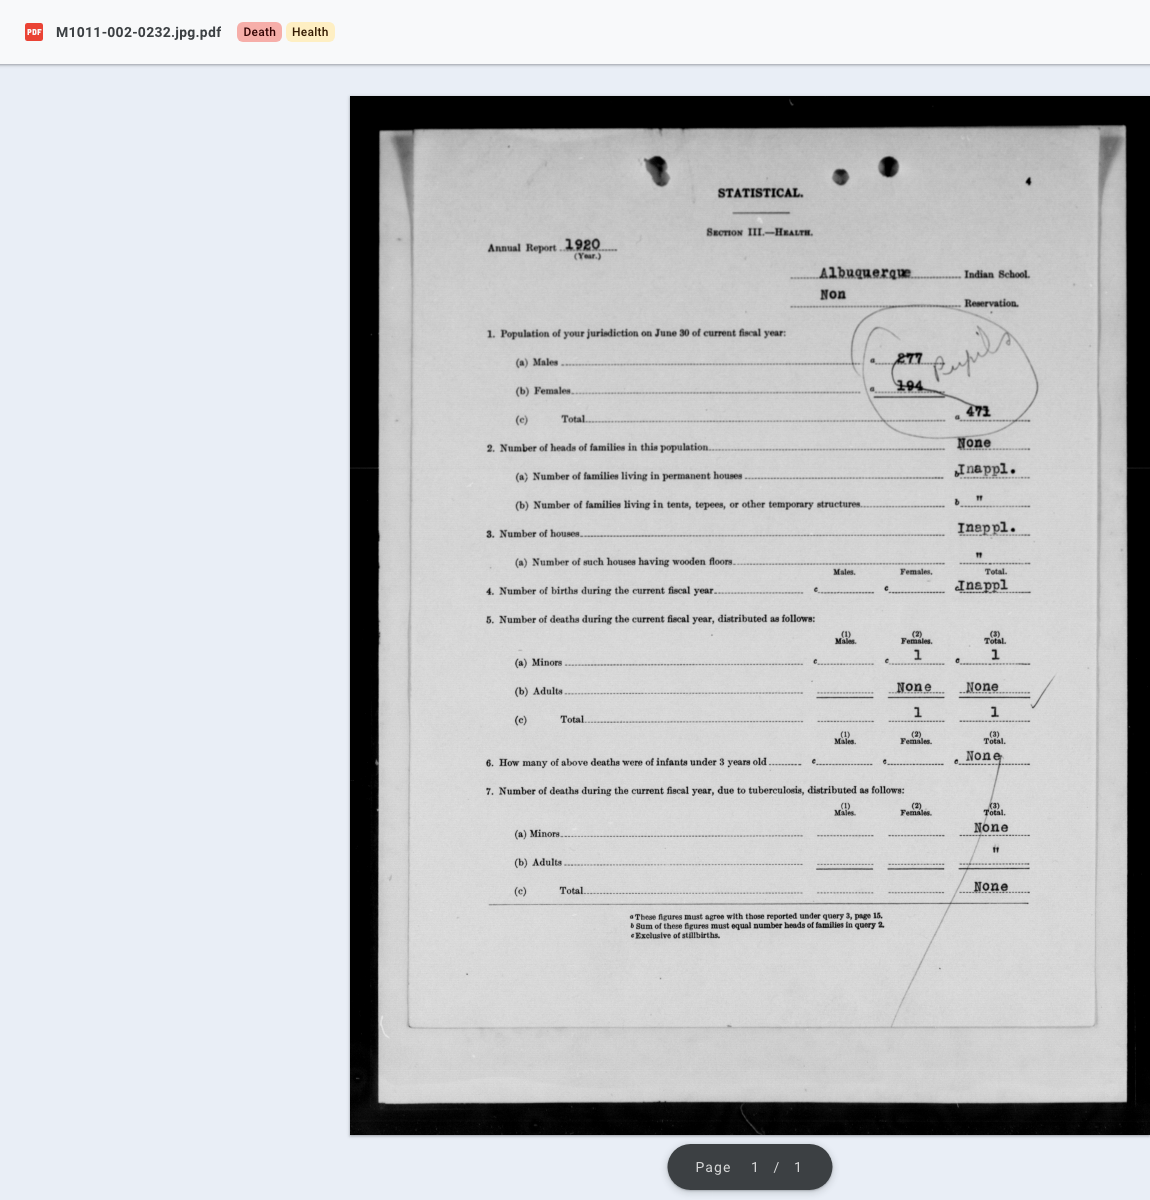 PDF M1011-002-0232.jpg.pdf Death Health
4
STATISTICAL.
SECTION III.—HEALTH.
Annual Report 1920
(Year.)
Albuquerque Indian School.
Non Reservation.
1. Population of your jurisdiction on June 30 of current fiscal year:
(a) Males a 277 Pupils
(b) Females a 194
(c) Total a 471
2. Number of heads of families in this population None
(a) Number of families living in permanent houses b Inappl.
(b) Number of families living in tents, tepees, or other temporary structures b "
3. Number of houses Inappl.
(a) Number of such houses having wooden floors "
Males. Females. Total.
4. Number of births during the current fiscal year c c c Inappl
5. Number of deaths during the current fiscal year, distributed as follows:
(1) (2) (3)
Males. Females. Total.
(a) Minors c c 1 c 1
(b) Adults None None
(c) Total 1 1
(1) (2) (3)
Males. Females. Total.
6. How many of above deaths were of infants under 3 years old c c c None
7. Number of deaths during the current fiscal year, due to tuberculosis, distributed as follows:
(1) (2) (3)
Males. Females. Total.
(a) Minors None
(b) Adults "
(c) Total None
a These figures must agree with those reported under query 3, page 15.
b Sum of these figures must equal number heads of families in query 2.
c Exclusive of stillbirths.
Page 1 / 1